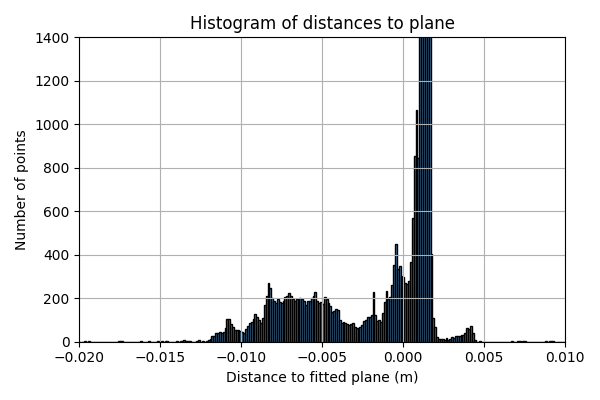 Histogram of distances to plane
1400
1200
1000
800
600
400
200
0
Number of points
−0.020 −0.015 −0.010 −0.005 0.000 0.005 0.010
Distance to fitted plane (m)